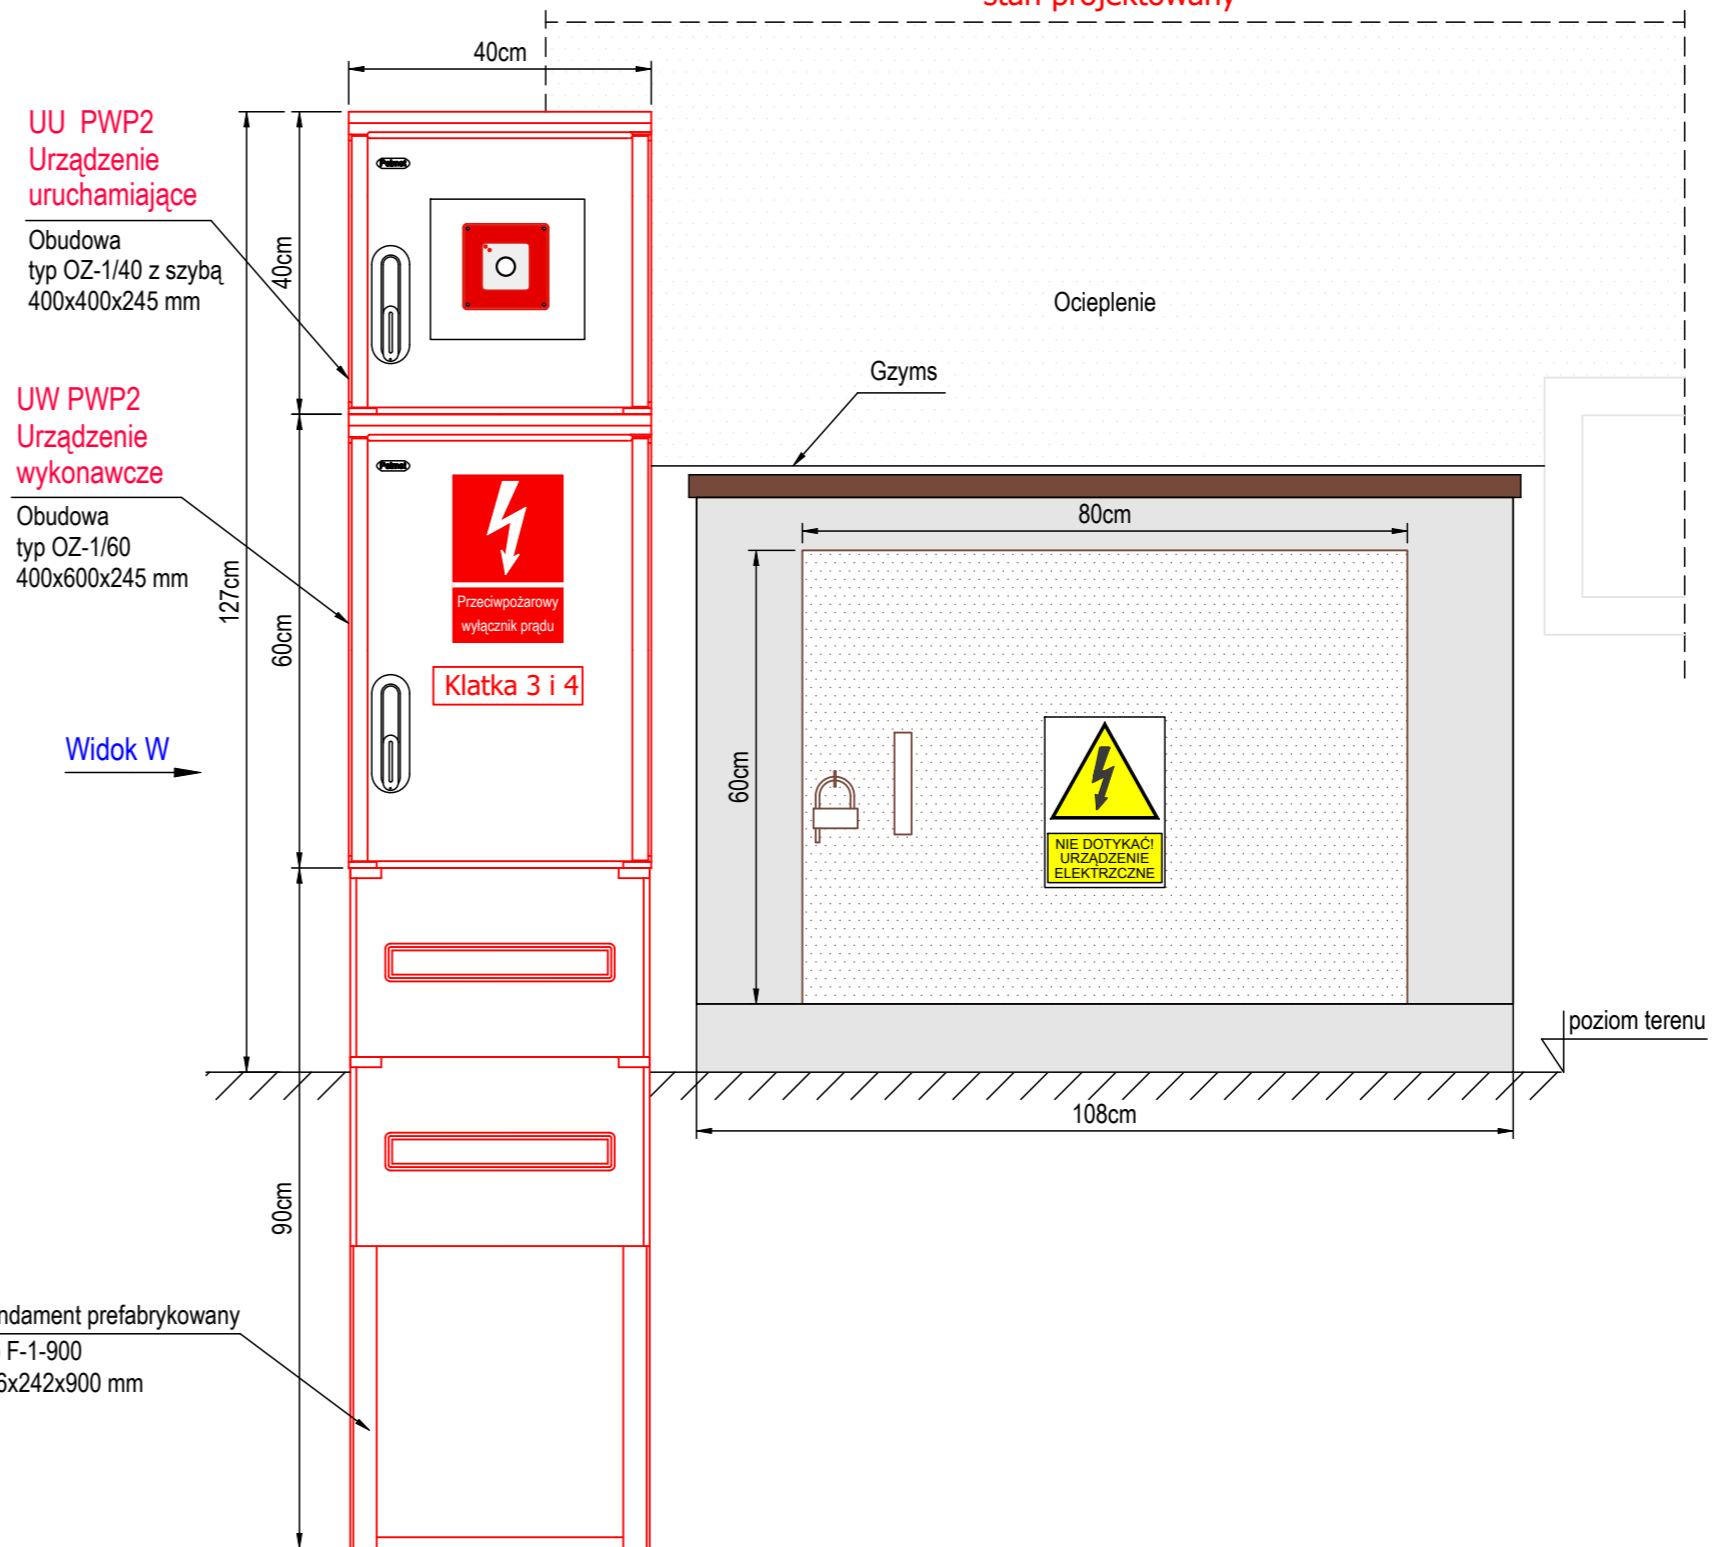 stan projektowany
40cm
UU PWP2
Urządzenie
uruchamiające
Obudowa
typ OZ-1/40 z szybą
400x400x245 mm
40cm
Ocieplenie
Gzyms
UW PWP2
Urządzenie
wykonawcze
Obudowa
typ OZ-1/60
400x600x245 mm
127cm
60cm
Przeciwpożarowy
wyłącznik prądu
Klatka 3 i 4
80cm
60cm
NIE DOTYKAĆ!
URZĄDZENIE
ELEKTRZCZNE
Widok W
poziom terenu
108cm
90cm
ndament prefabrykowany
F-1-900
6x242x900 mm